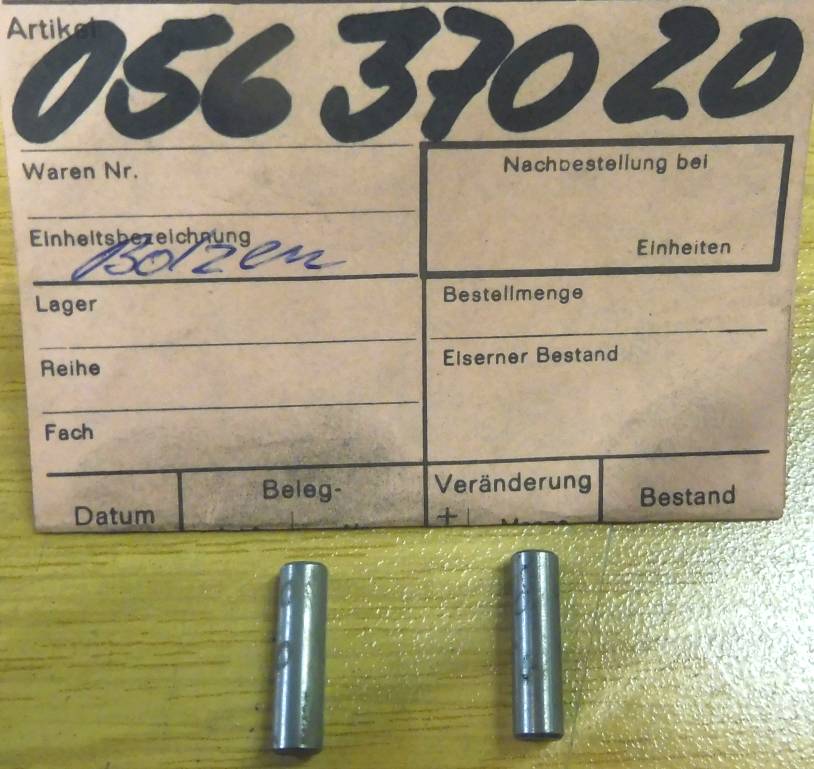 Artikel
056 370 20
Waren Nr.
Nachbestellung bei
Einheiten
Einheitsbezeichnung
Bolzen
Lager
Bestellmenge
Reihe
Eiserner Bestand
Fach
Datum
Beleg-
Veränderung
Bestand
+